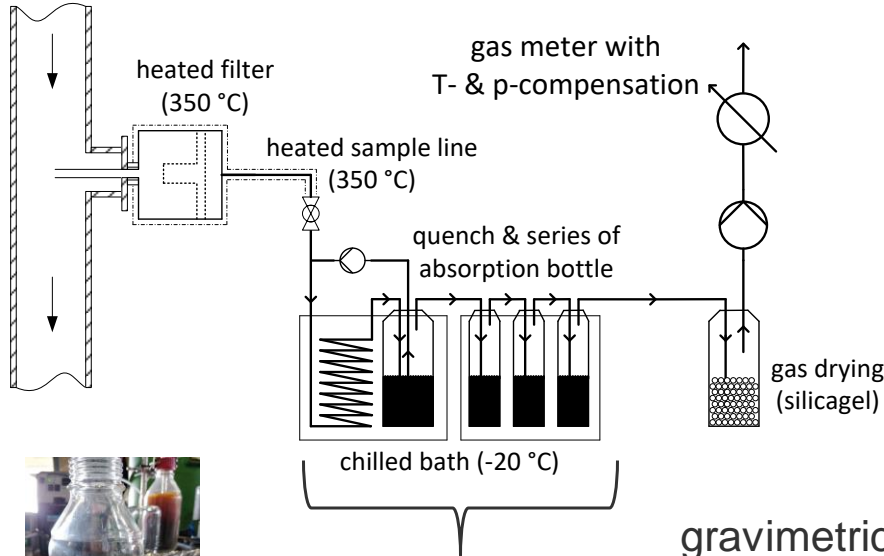 heated filter
(350 °C)
heated sample line
(350 °C)
gas meter with
T- & p-compensation
quench & series of
absorption bottle
gas drying
(silicagel)
chilled bath (-20 °C)
gravimetric